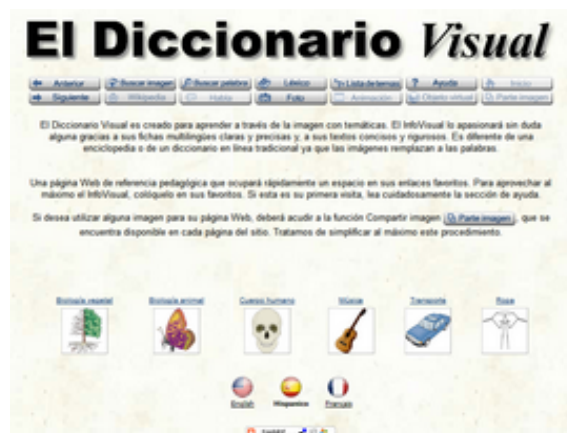 El Diccionario Visual
Anterior Buscar imagen Buscar palabra Léxico Lista de temas ? Ayuda Inicio
Siguiente Wikipedia Habla Foto Animación Objeto virtual Parte imagen
El Diccionario Visual es creado para aprender a través de la imagen con temáticas. El InfoVisual lo apasionará sin duda
alguna gracias a sus fichas multilingües claras y precisas y, a sus textos concisos y rigurosos. Es diferente de una
enciclopedia o de un diccionario en línea tradicional ya que las imágenes remplazan a las palabras.
Una página Web de referencia pedagógica que ocupará rápidamente un espacio en sus enlaces favoritos. Para aprovechar al
máximo el InfoVisual, colóquelo en sus favoritos. Si esta es su primera visita, lea cuidadosamente la sección de ayuda.
Si desea utilizar alguna imagen para su página Web, deberá acudir a la función Compartir imagen Parte imagen, que se
encuentra disponible en cada página del sitio. Tratamos de simplificar al máximo este procedimiento.
Biología vegetal Biología animal Cuerpo humano Música Transporte Ropa
English Hispanico Français
SHARE